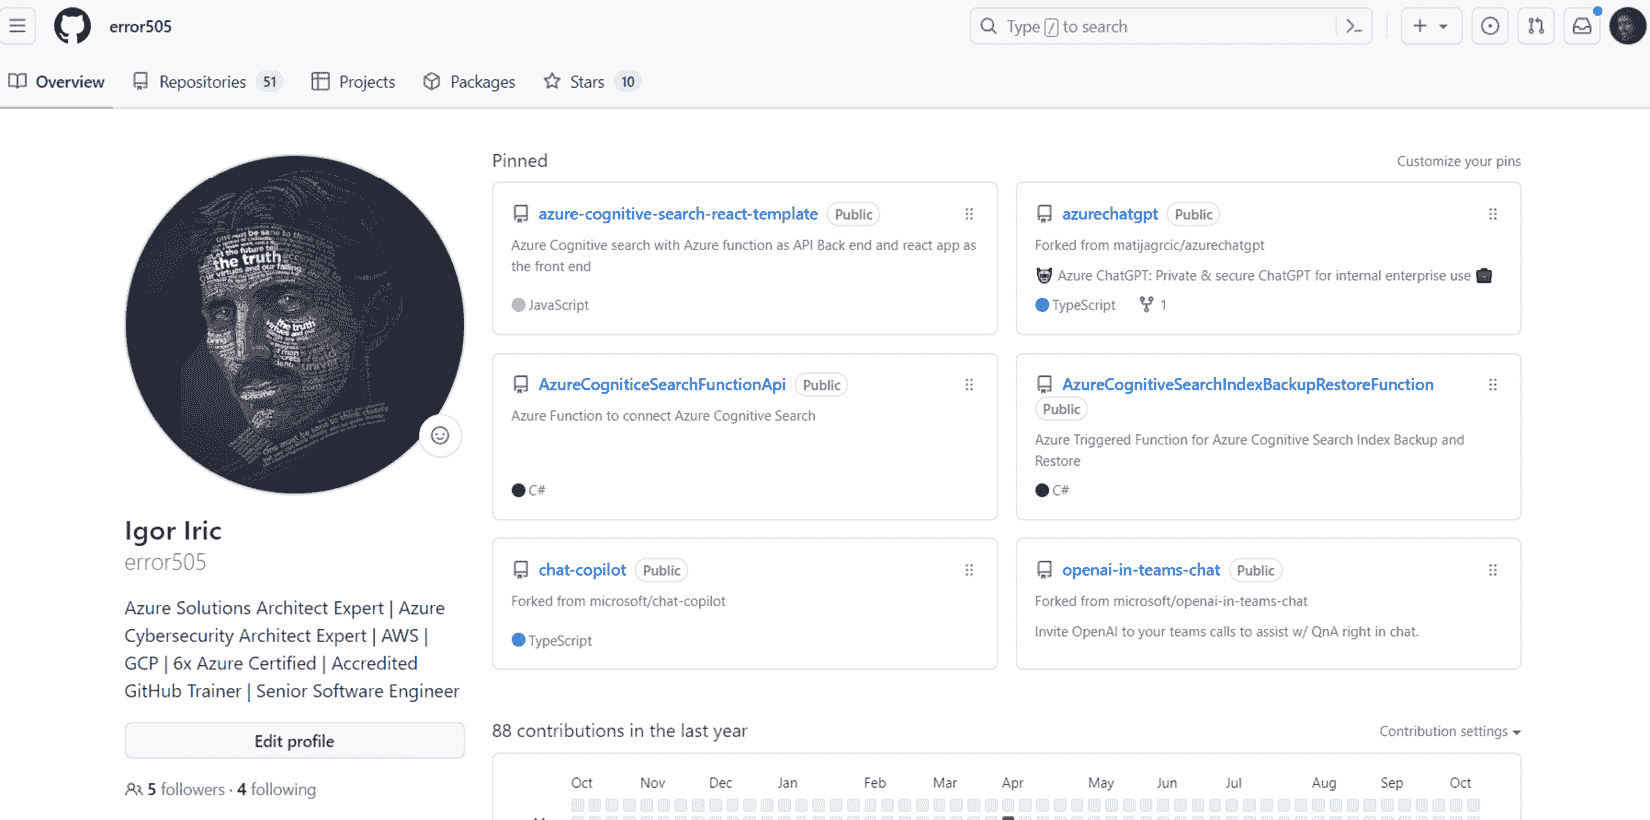 error505
Type / to search
Overview
Repositories 51
Projects
Packages
Stars 10
Pinned
Customize your pins
azure-cognitive-search-react-template Public
Azure Cognitive search with Azure function as API Back end and react app as
the front end
JavaScript
azurechatgpt Public
Forked from matijagrcic/azurechatgpt
Azure ChatGPT: Private & secure ChatGPT for internal enterprise use
TypeScript 1
AzureCogniticeSearchFunctionApi Public
Azure Function to connect Azure Cognitive Search
C#
AzureCognitiveSearchIndexBackupRestoreFunction
Public
Azure Triggered Function for Azure Cognitive Search Index Backup and
Restore
C#
chat-copilot Public
Forked from microsoft/chat-copilot
TypeScript
openai-in-teams-chat Public
Forked from microsoft/openai-in-teams-chat
Invite OpenAI to your teams calls to assist w/ QnA right in chat.
the truth
the truth
Igor Iric
error505
Azure Solutions Architect Expert | Azure
Cybersecurity Architect Expert | AWS |
GCP | 6x Azure Certified | Accredited
GitHub Trainer | Senior Software Engineer
Edit profile
5 followers · 4 following
88 contributions in the last year
Contribution settings
Oct Nov Dec Jan Feb Mar Apr May Jun Jul Aug Sep Oct